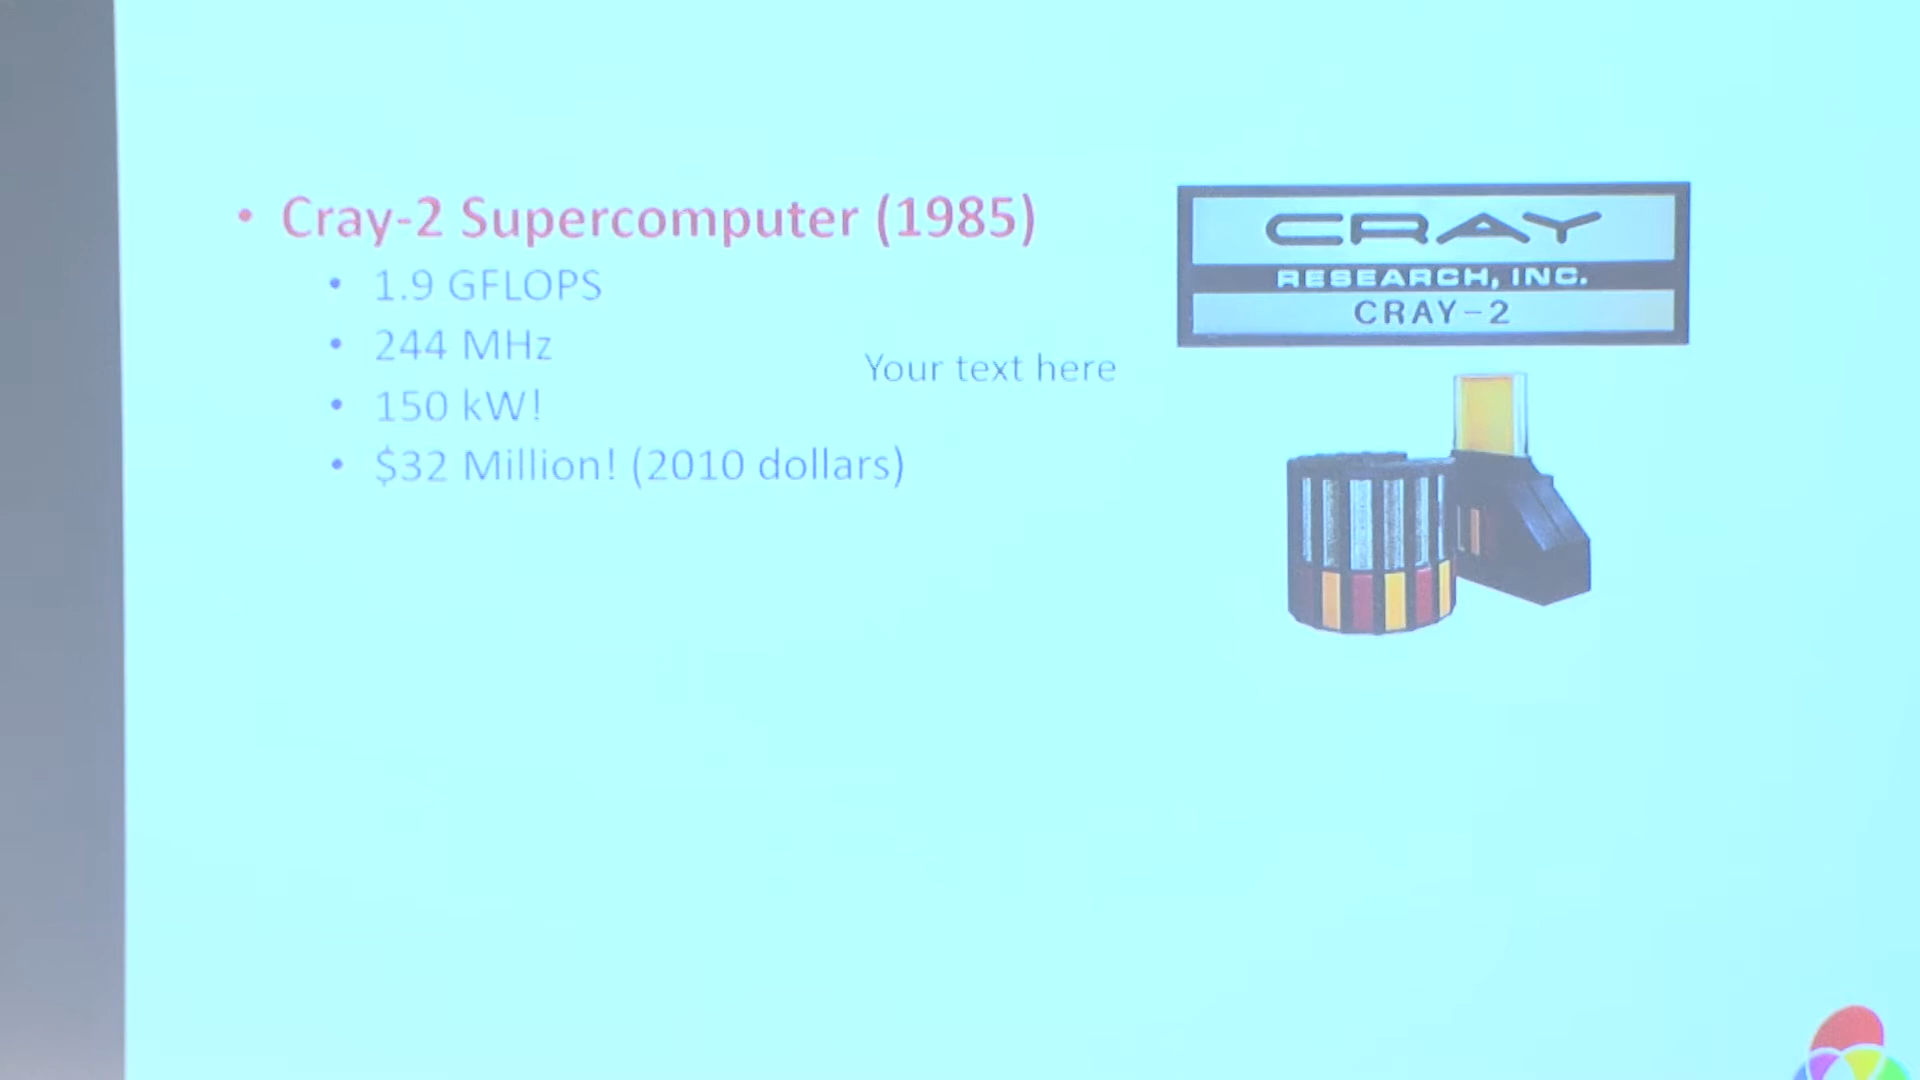 • Cray-2 Supercomputer (1985)
• 1.9 GFLOPS
• 244 MHz
• 150 kW!
• $32 Million! (2010 dollars)
Your text here
CRAY
RESEARCH, INC.
CRAY-2